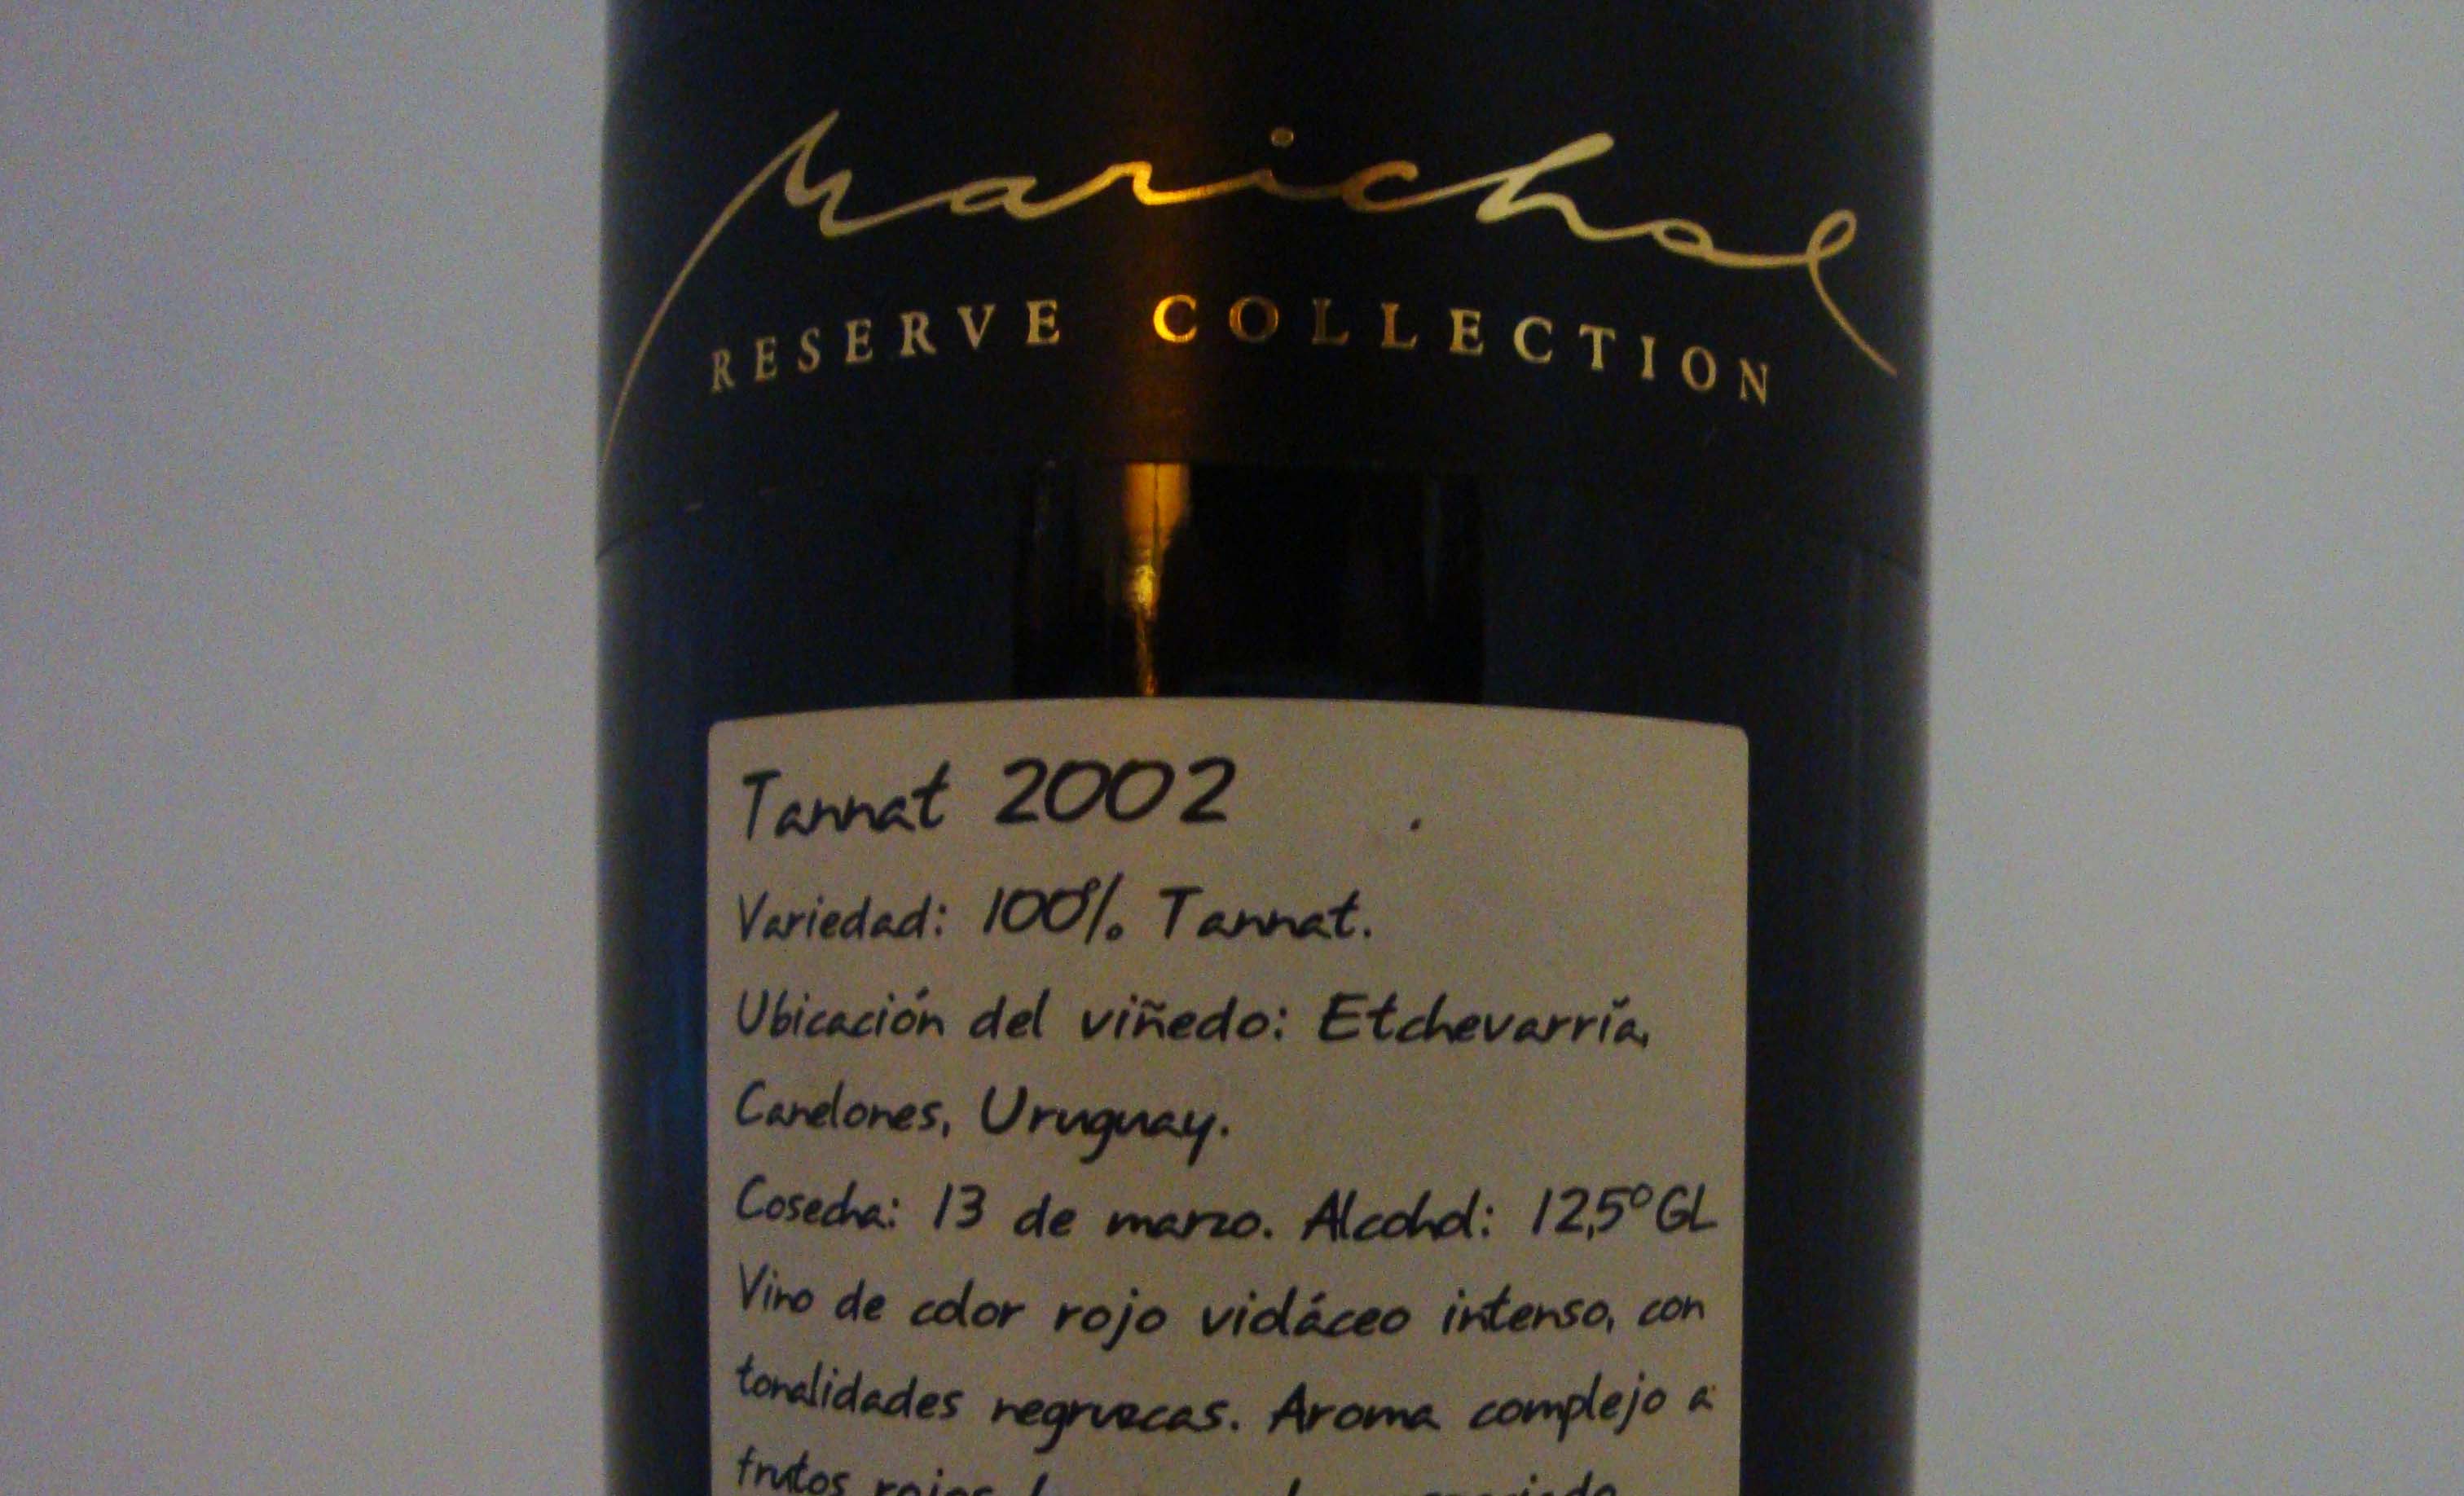 Marichal
RESERVE COLLECTION
Tannat 2002
Variedad: 100% Tannat.
Ubicación del viñedo: Etchevarría,
Canelones, Uruguay.
Cosecha: 13 de marzo. Alcohol: 12,5°GL
Vino de color rojo violáceo intenso, con
tonalidades negruzcas. Aroma complejo a
frutos rojos